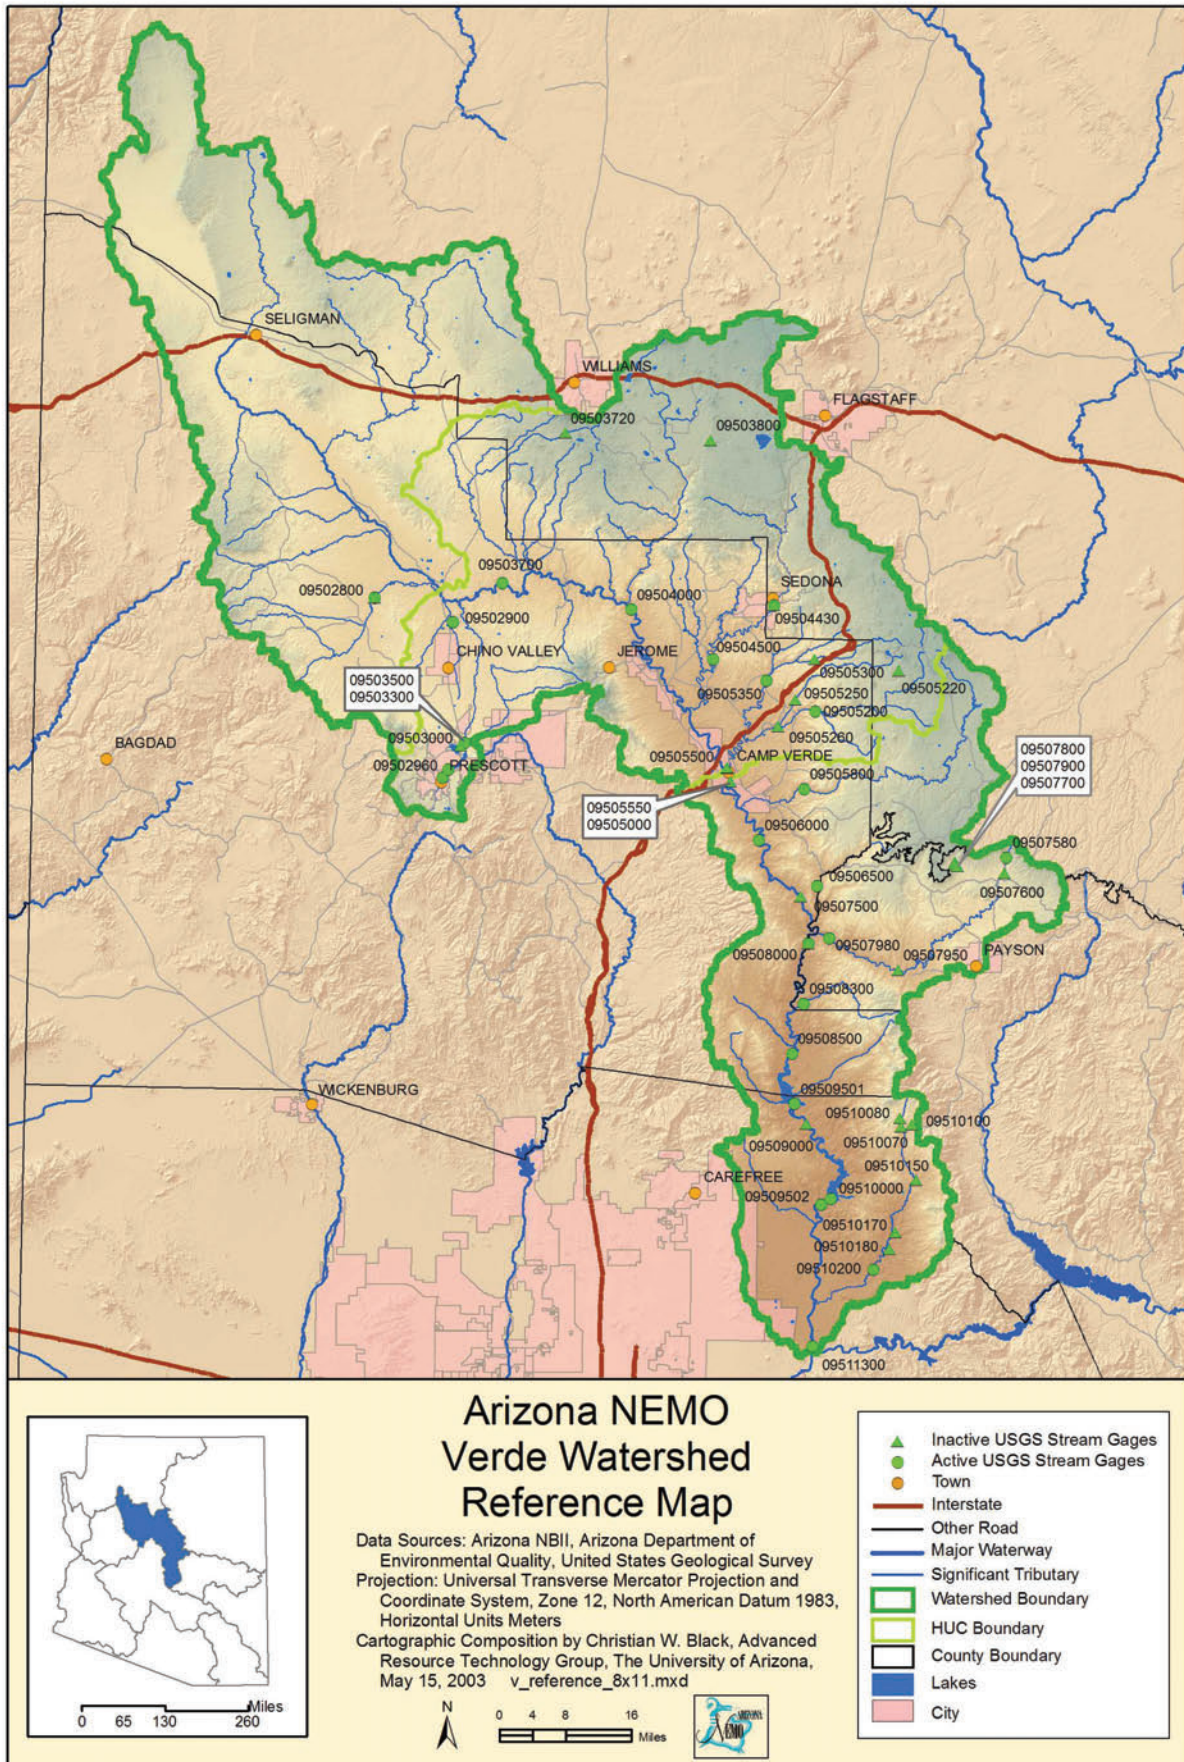 SELIGMAN
WILLIAMS
FLAGSTAFF
09503720
09503800
09503700
09502800
SEDONA
09504000
09504430
09502900
CHINO VALLEY
JEROME
09504500
09505300
09505220
09503500
09503300
09505350
09505250
09505200
BAGDAD
09503000
09505260
09502960
PRESCOTT
09505500
CAMP VERDE
09507800
09507900
09507700
09505800
09505550
09505000
09506000
09507580
09506500
09507600
09507500
09508000
09507980
09507950
PAYSON
09508300
09508500
WICKENBURG
09509501
09510080
09510100
09509000
09510070
09510150
CAREFREE
09509502
09510000
09510170
09510180
09510200
09511300
Arizona NEMO
Verde Watershed
Reference Map
Data Sources: Arizona NBII, Arizona Department of
Environmental Quality, United States Geological Survey
Projection: Universal Transverse Mercator Projection and
Coordinate System, Zone 12, North American Datum 1983,
Horizontal Units Meters
Cartographic Composition by Christian W. Black, Advanced
Resource Technology Group, The University of Arizona,
May 15, 2003 v_reference_8x11.mxd
Miles
0 65 130 260
N
0 4 8 16
Miles
ARIZONA
NEMO
Inactive USGS Stream Gages
Active USGS Stream Gages
Town
Interstate
Other Road
Major Waterway
Significant Tributary
Watershed Boundary
HUC Boundary
County Boundary
Lakes
City